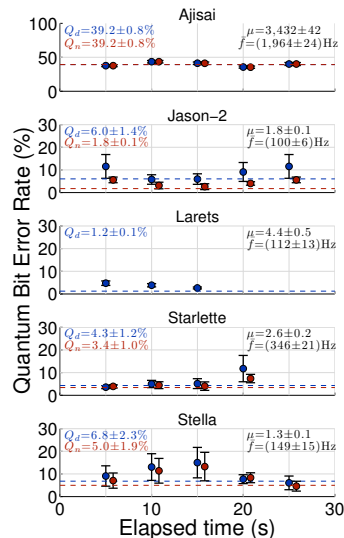 Ajisai
100
50
0
Q_d=39.2±0.8%
Q_n=39.2±0.8%
μ=3,432±42
f̄=(1,964±24)Hz
Jason-2
30
20
10
0
Q_d=6.0±1.4%
Q_n=1.8±0.1%
μ=1.8±0.1
f̄=(100±6)Hz
Larets
30
20
10
0
Q_d=1.2±0.1%
μ=4.4±0.5
f̄=(112±13)Hz
Starlette
30
20
10
0
Q_d=4.3±1.2%
Q_n=3.4±1.0%
μ=2.6±0.2
f̄=(346±21)Hz
Stella
30
20
10
0
Q_d=6.8±2.3%
Q_n=5.0±1.9%
μ=1.3±0.1
f̄=(149±15)Hz
0 10 20 30
Elapsed time (s)
Quantum Bit Error Rate (%)